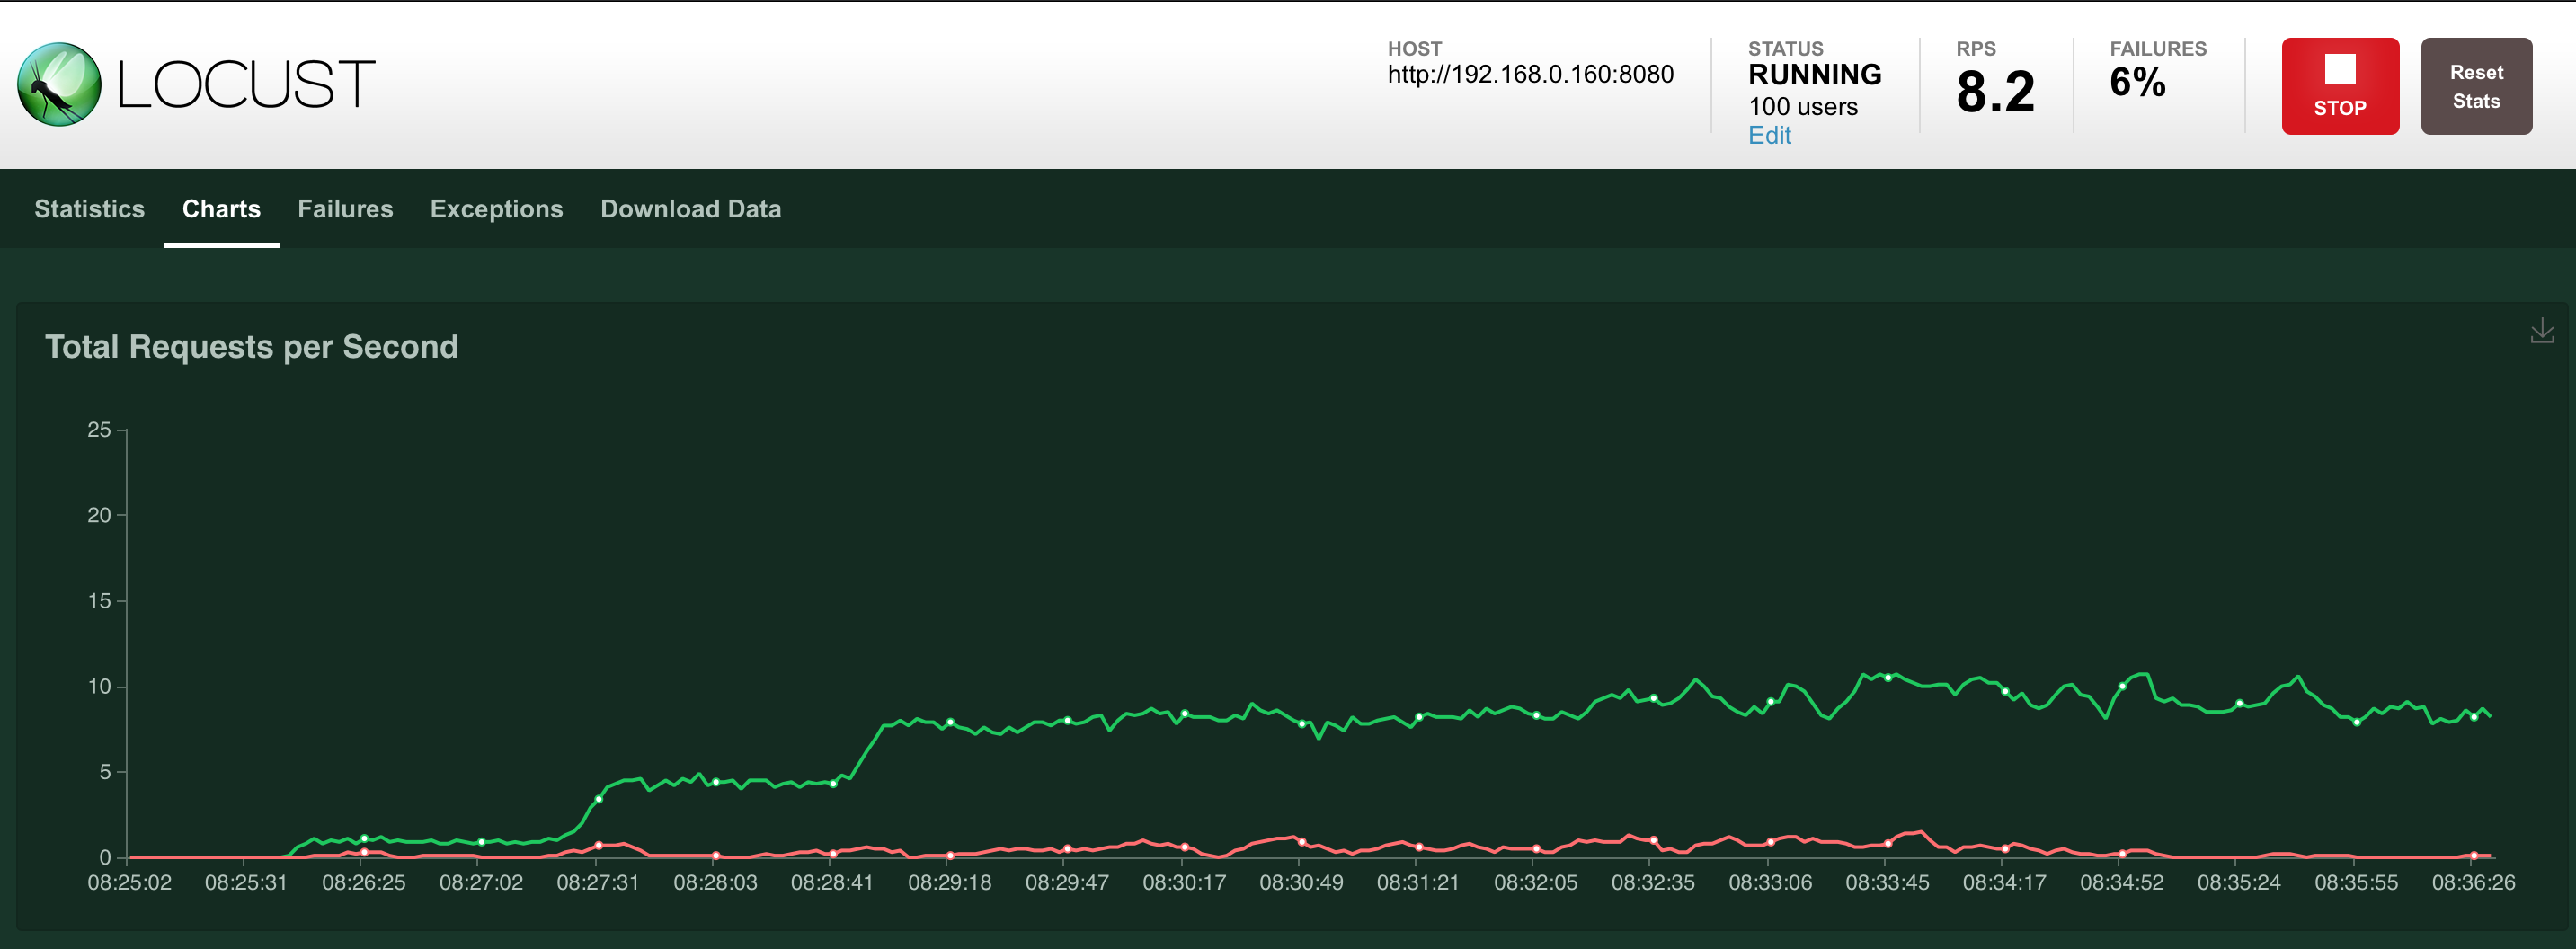 LOCUST
HOST
http://192.168.0.160:8080
STATUS
RUNNING
100 users
Edit
RPS
8.2
FAILURES
6%
STOP
Reset
Stats
Statistics Charts Failures Exceptions Download Data
Total Requests per Second
25
20
15
10
5
0
08:25:02 08:25:31 08:26:25 08:27:02 08:27:31 08:28:03 08:28:41 08:29:18 08:29:47 08:30:17 08:30:49 08:31:21 08:32:05 08:32:35 08:33:06 08:33:45 08:34:17 08:34:52 08:35:24 08:35:55 08:36:26